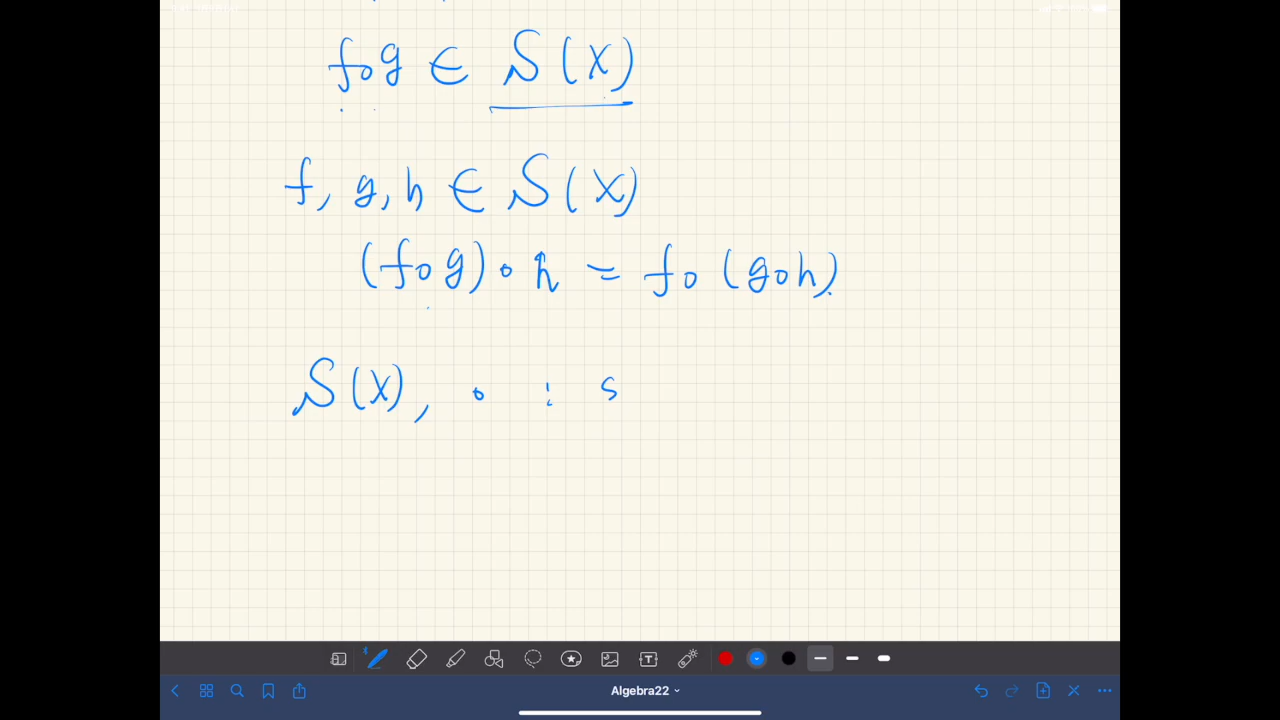 f∘g ∈ S(X)
f, g, h ∈ S(X)
(f∘g)∘h = f∘(g∘h)
S(X), ∘ : s
Algebra22